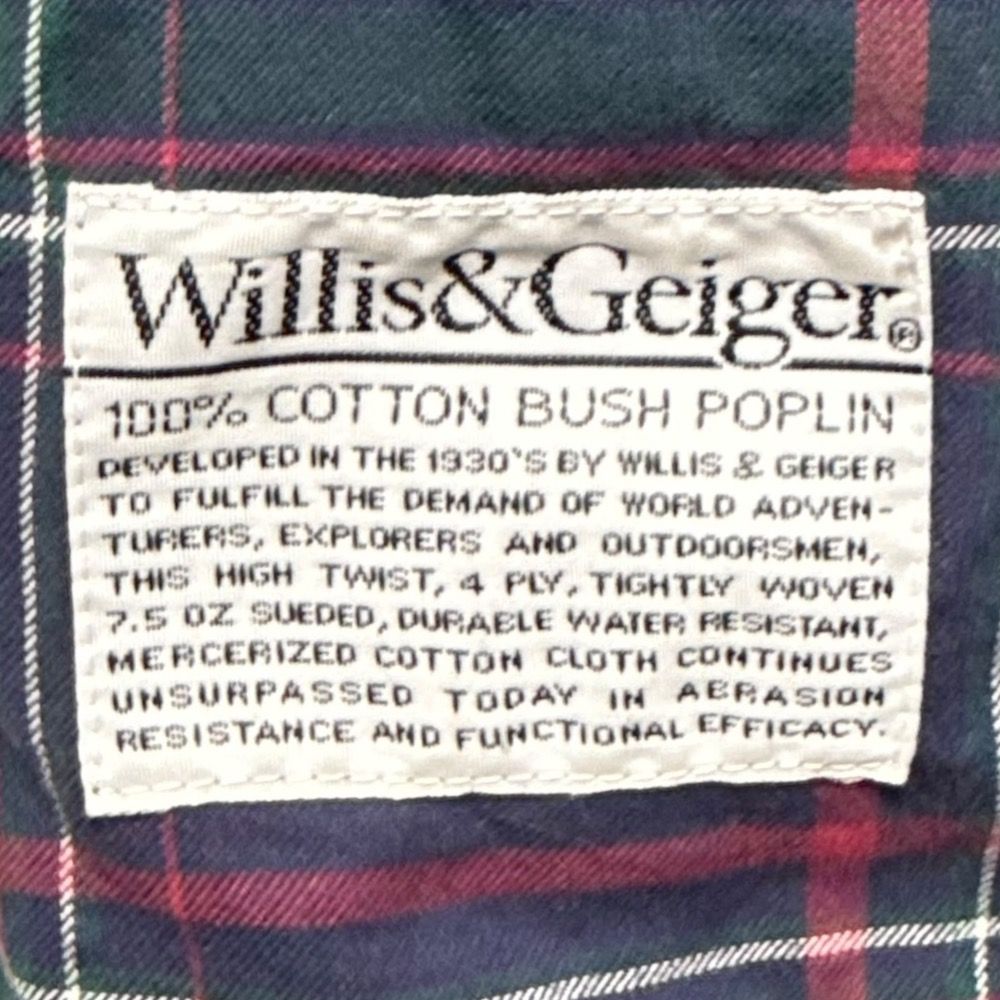 Willis&Geiger®
100% COTTON BUSH POPLIN
DEVELOPED IN THE 1930'S BY WILLIS & GEIGER
TO FULFILL THE DEMAND OF WORLD ADVEN-
TURERS, EXPLORERS AND OUTDOORSMEN,
THIS HIGH TWIST, 4 PLY, TIGHTLY WOVEN
7.5 OZ SUEDED, DURABLE WATER RESISTANT,
MERCERIZED COTTON CLOTH CONTINUES
UNSURPASSED TODAY IN ABRASION
RESISTANCE AND FUNCTIONAL EFFICACY.